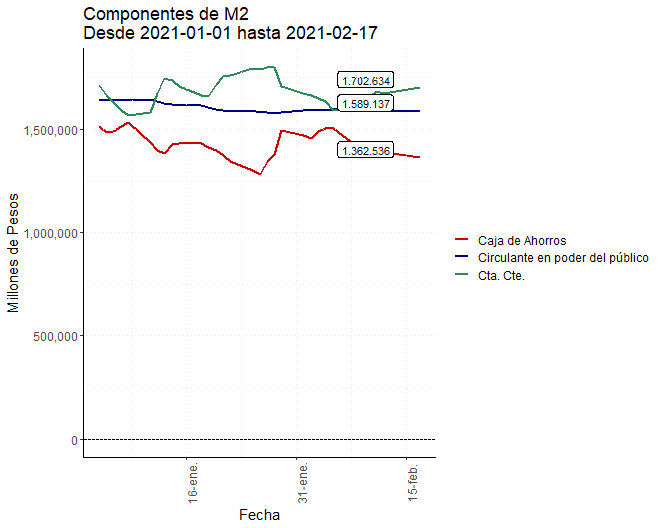 Componentes de M2
Desde 2021-01-01 hasta 2021-02-17
Millones de Pesos
1,500,000
1,000,000
500,000
0
1.702.634
1.589.137
1.362.536
16-ene.
31-ene.
15-feb.
Fecha
Caja de Ahorros
Circulante en poder del público
Cta. Cte.